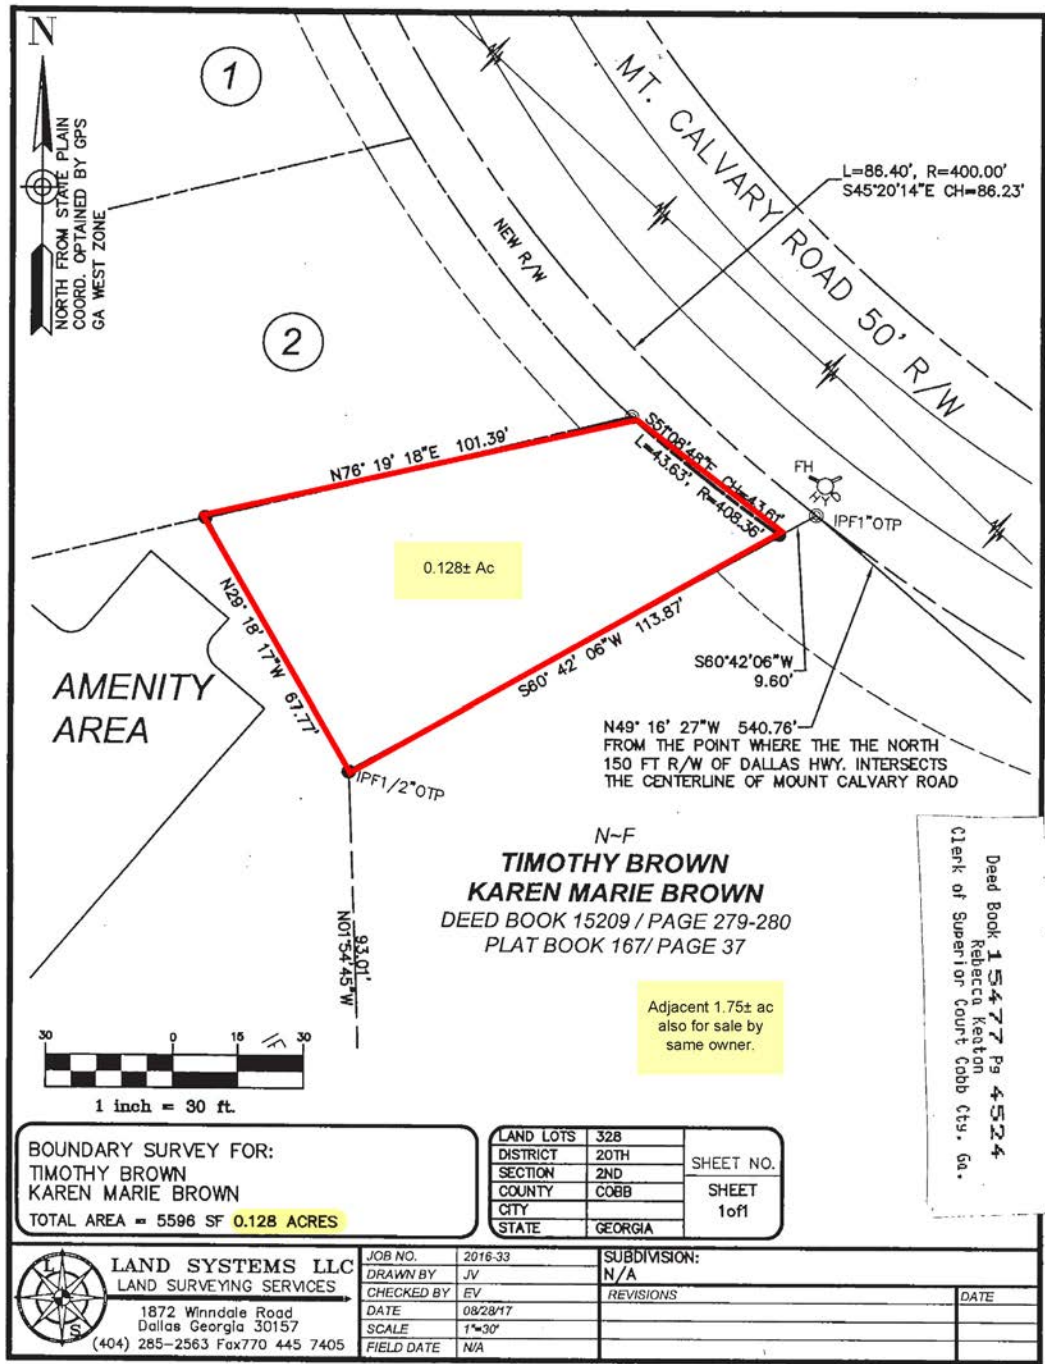 N
NORTH FROM STATE PLAIN
COORD. OPTAINED BY GPS
GA WEST ZONE
1
2
NEW R/W
MT. CALVARY ROAD 50' R/W
L=86.40', R=400.00'
S45°20'14"E CH=86.23'
N76° 19' 18"E 101.39'
S51°08'48"E CH=43.61'
L=43.63', R=408.36'
FH
HY
IPF1"OTP
0.128± Ac
N29° 18' 17"W 67.77'
S60° 42' 06"W 113.87'
S60°42'06"W
9.60'
AMENITY
AREA
N49° 16' 27"W 540.76'
FROM THE POINT WHERE THE THE NORTH
150 FT R/W OF DALLAS HWY. INTERSECTS
THE CENTERLINE OF MOUNT CALVARY ROAD
IPF1/2"OTP
N~F
TIMOTHY BROWN
KAREN MARIE BROWN
DEED BOOK 15209 / PAGE 279-280
PLAT BOOK 167/ PAGE 37
93.01'
N01°54'45"W
Adjacent 1.75± ac
also for sale by
same owner.
Deed Book 15477 Pg 4524
Rebecca Keaton
Clerk of Superior Court Cobb Cty. Ga.
30 0 15 30
1 inch = 30 ft.
BOUNDARY SURVEY FOR:
TIMOTHY BROWN
KAREN MARIE BROWN
TOTAL AREA = 5596 SF 0.128 ACRES
LAND LOTS 328
DISTRICT 20TH
SECTION 2ND
COUNTY COBB
CITY
STATE GEORGIA
SHEET NO.
SHEET
1of1
L
S
LAND SYSTEMS LLC
LAND SURVEYING SERVICES
1872 Winndale Road
Dallas Georgia 30157
(404) 285-2563 Fax770 445 7405
JOB NO. 2016-33
DRAWN BY JV
CHECKED BY EV
DATE 08/28/17
SCALE 1"=30'
FIELD DATE N/A
SUBDIVISION:
N/A
REVISIONS DATE